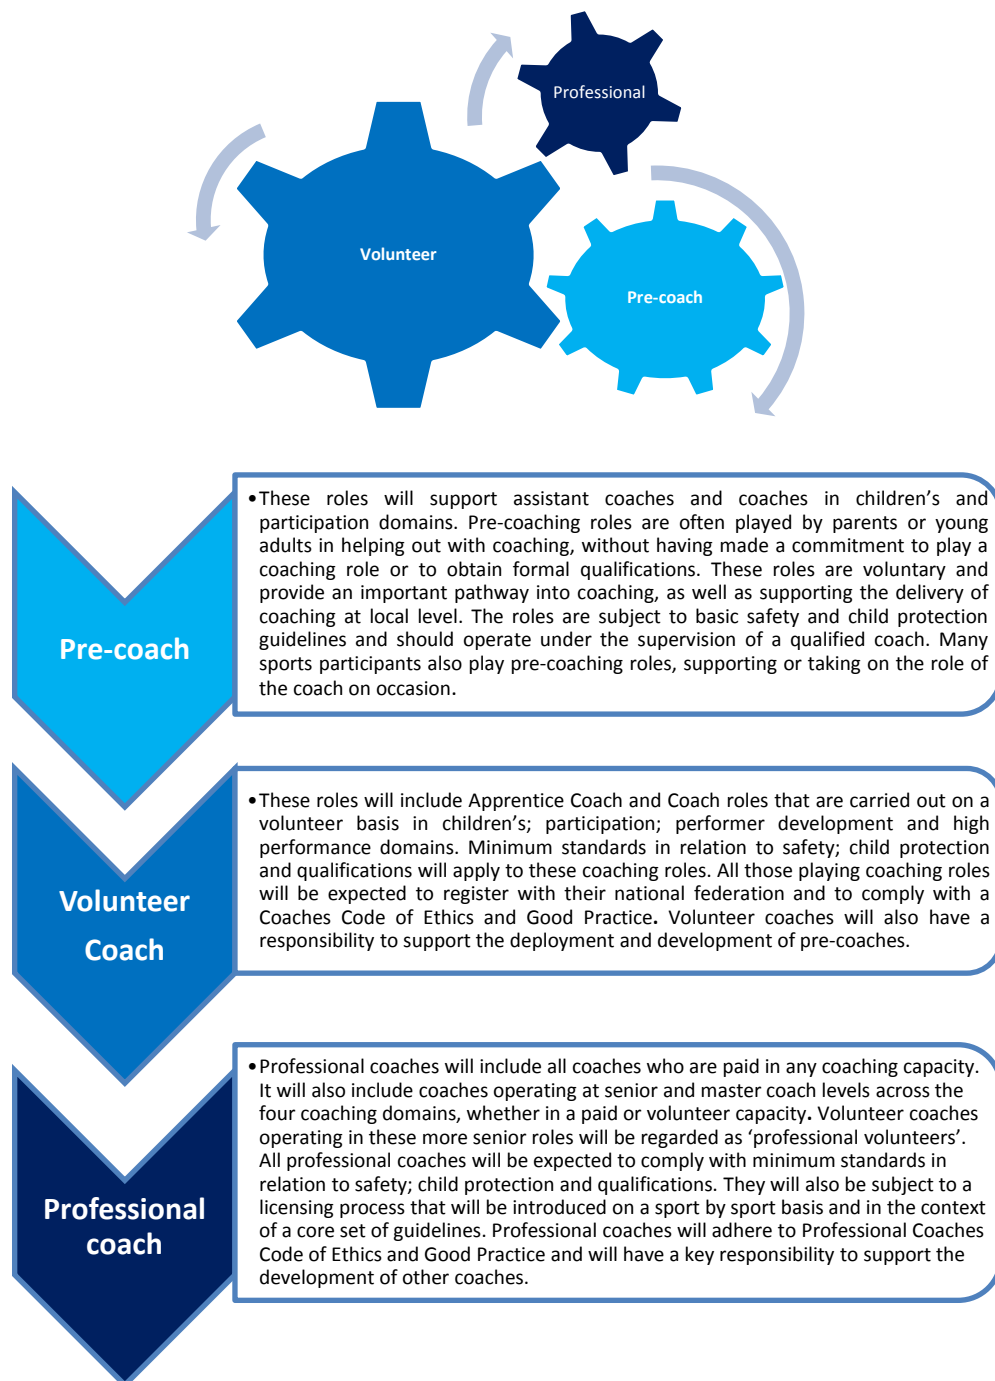 Professional
Volunteer
Pre-coach
Pre-coach
•These roles will support assistant coaches and coaches in children’s and
participation domains. Pre-coaching roles are often played by parents or young
adults in helping out with coaching, without having made a commitment to play a
coaching role or to obtain formal qualifications. These roles are voluntary and
provide an important pathway into coaching, as well as supporting the delivery of
coaching at local level. The roles are subject to basic safety and child protection
guidelines and should operate under the supervision of a qualified coach. Many
sports participants also play pre-coaching roles, supporting or taking on the role of
the coach on occasion.
Volunteer
Coach
•These roles will include Apprentice Coach and Coach roles that are carried out on a
volunteer basis in children’s; participation; performer development and high
performance domains. Minimum standards in relation to safety; child protection
and qualifications will apply to these coaching roles. All those playing coaching roles
will be expected to register with their national federation and to comply with a
Coaches Code of Ethics and Good Practice. Volunteer coaches will also have a
responsibility to support the deployment and development of pre-coaches.
Professional
coach
•Professional coaches will include all coaches who are paid in any coaching capacity.
It will also include coaches operating at senior and master coach levels across the
four coaching domains, whether in a paid or volunteer capacity. Volunteer coaches
operating in these more senior roles will be regarded as ‘professional volunteers’.
All professional coaches will be expected to comply with minimum standards in
relation to safety; child protection and qualifications. They will also be subject to a
licensing process that will be introduced on a sport by sport basis and in the context
of a core set of guidelines. Professional coaches will adhere to Professional Coaches
Code of Ethics and Good Practice and will have a key responsibility to support the
development of other coaches.